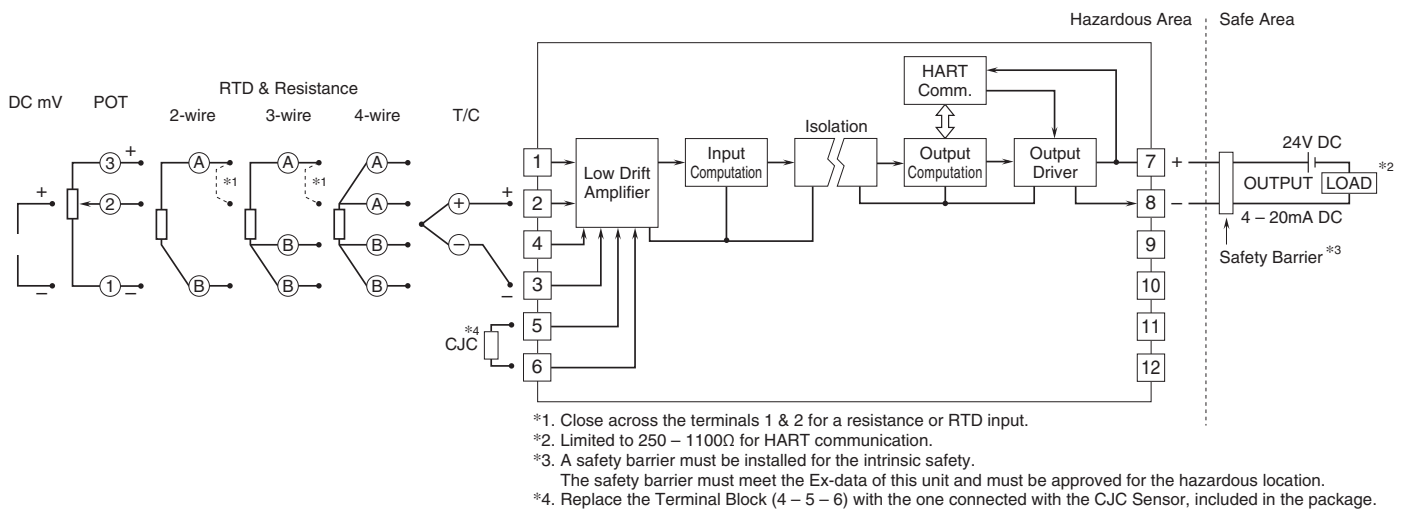 Hazardous Area
Safe Area
RTD & Resistance
DC mV
POT
2-wire
3-wire
4-wire
T/C
HART
Comm.
Isolation
24V DC
*2
3
+
A
*1
A
*1
A
1
Low Drift
Amplifier
Input
Computation
Output
Computation
Output
Driver
7
+
OUTPUT
LOAD
+
2
A
+
+
2
8
–
4 – 20mA DC
B
B
–
4
9
Safety Barrier *3
–
1
–
B
B
B
–
3
10
*4
CJC
5
11
6
12
*1. Close across the terminals 1 & 2 for a resistance or RTD input.
*2. Limited to 250 – 1100Ω for HART communication.
*3. A safety barrier must be installed for the intrinsic safety.
The safety barrier must meet the Ex-data of this unit and must be approved for the hazardous location.
*4. Replace the Terminal Block (4 – 5 – 6) with the one connected with the CJC Sensor, included in the package.